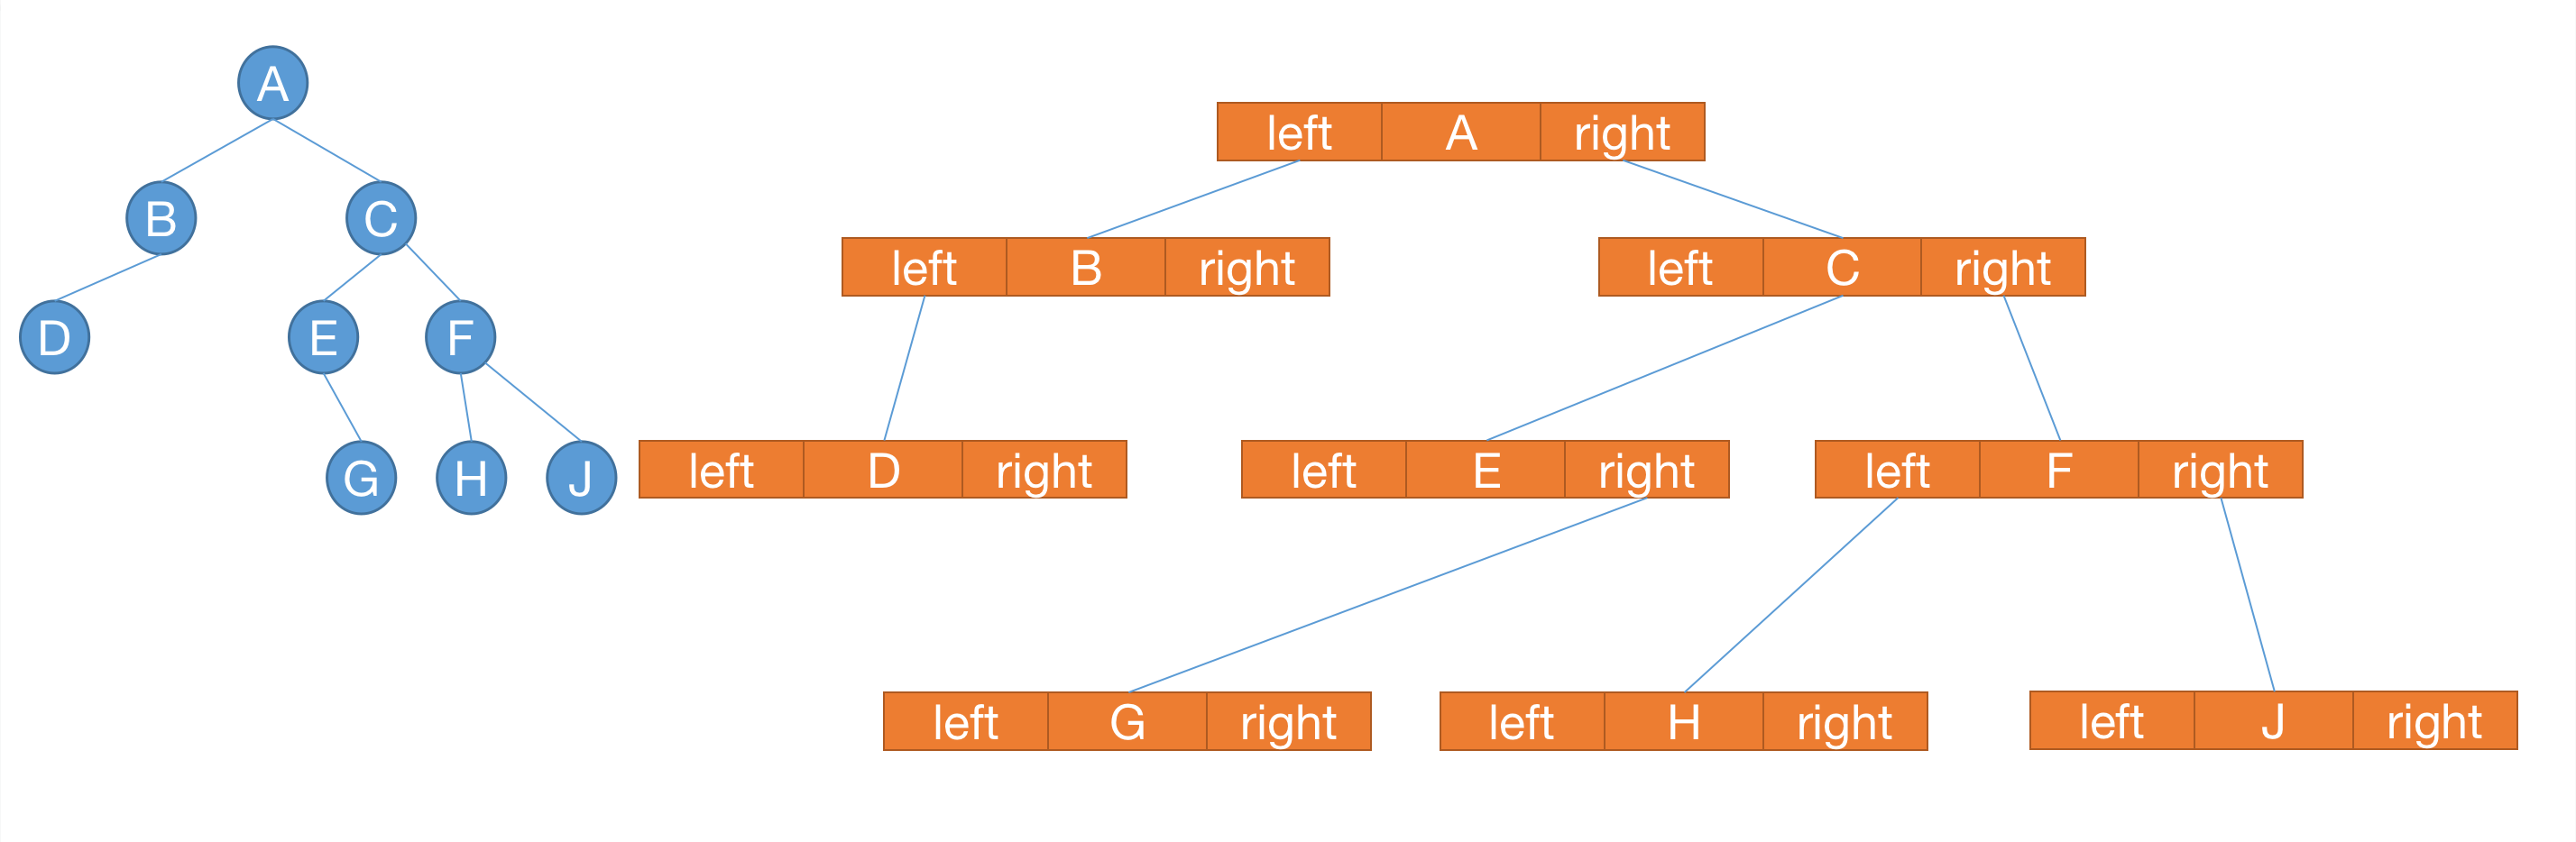 A
B C
D E F
G H J
left A right
left B right
left C right
left D right
left E right
left F right
left G right
left H right
left J right